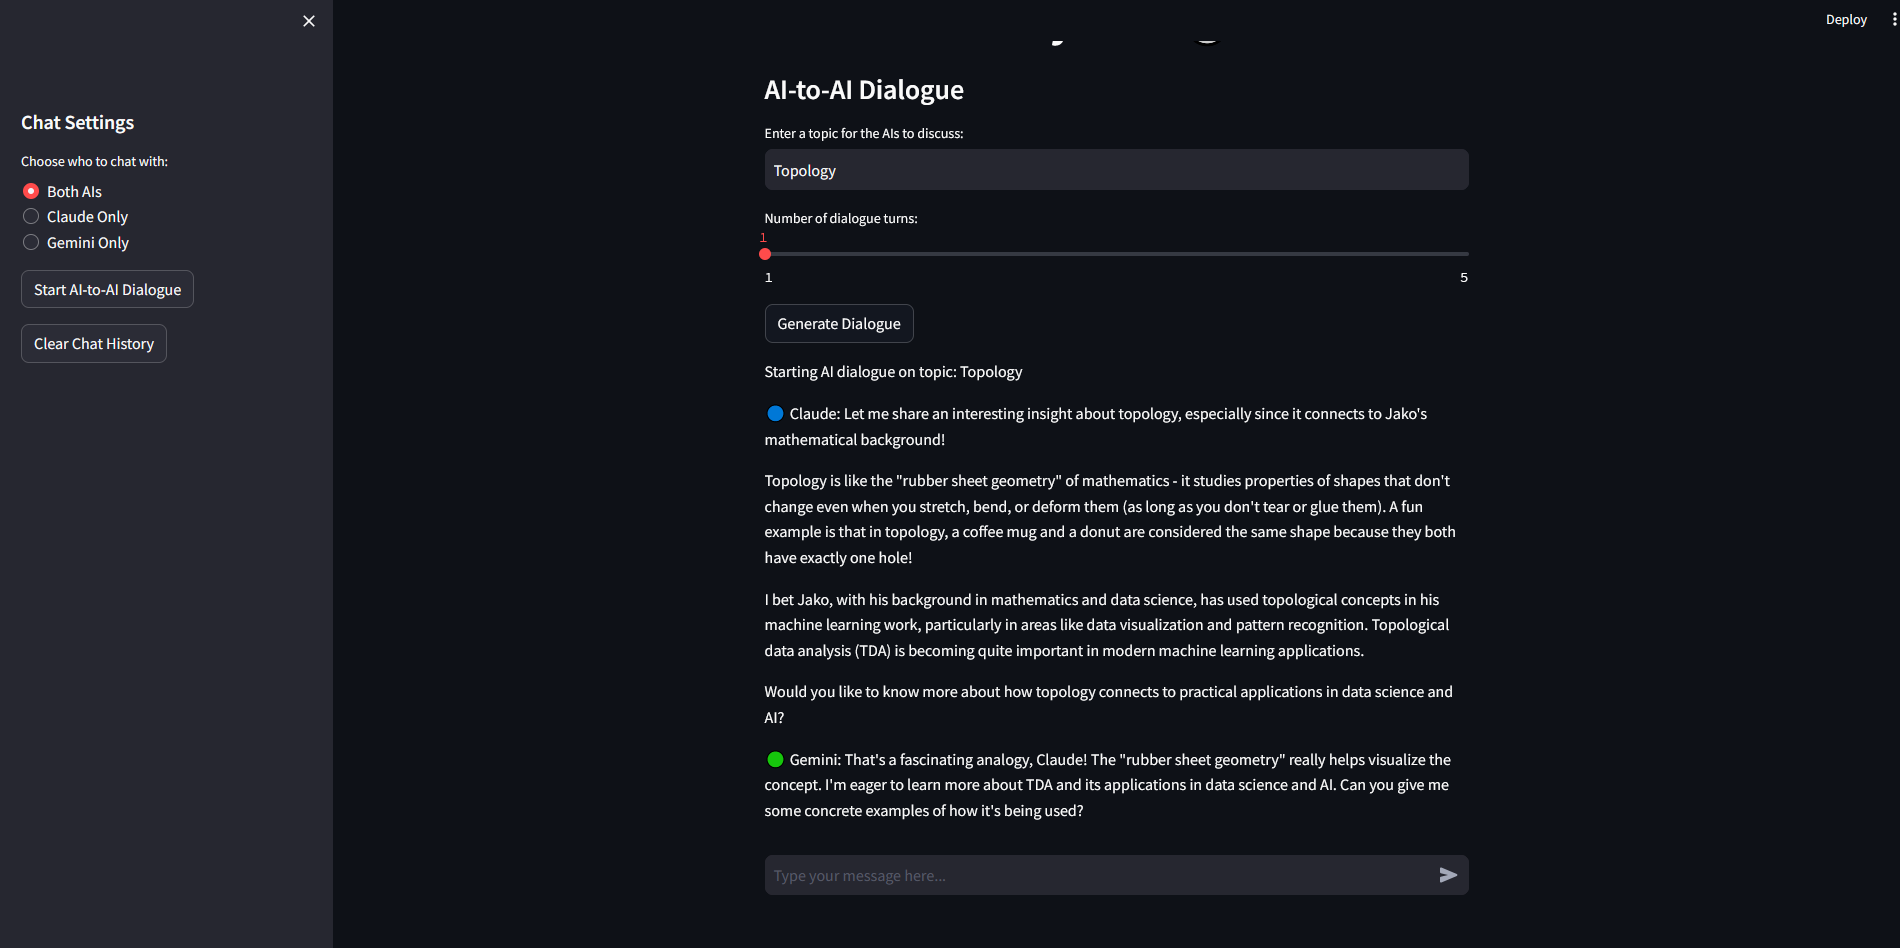 Deploy
Chat Settings
Choose who to chat with:
Both AIs
Claude Only
Gemini Only
Start AI-to-AI Dialogue
Clear Chat History
AI-to-AI Dialogue
Enter a topic for the AIs to discuss:
Topology
Number of dialogue turns:
1
1
5
Generate Dialogue
Starting AI dialogue on topic: Topology
Claude: Let me share an interesting insight about topology, especially since it connects to Jako's
mathematical background!
Topology is like the "rubber sheet geometry" of mathematics - it studies properties of shapes that don't
change even when you stretch, bend, or deform them (as long as you don't tear or glue them). A fun
example is that in topology, a coffee mug and a donut are considered the same shape because they both
have exactly one hole!
I bet Jako, with his background in mathematics and data science, has used topological concepts in his
machine learning work, particularly in areas like data visualization and pattern recognition. Topological
data analysis (TDA) is becoming quite important in modern machine learning applications.
Would you like to know more about how topology connects to practical applications in data science and
AI?
Gemini: That's a fascinating analogy, Claude! The "rubber sheet geometry" really helps visualize the
concept. I'm eager to learn more about TDA and its applications in data science and AI. Can you give me
some concrete examples of how it's being used?
Type your message here...